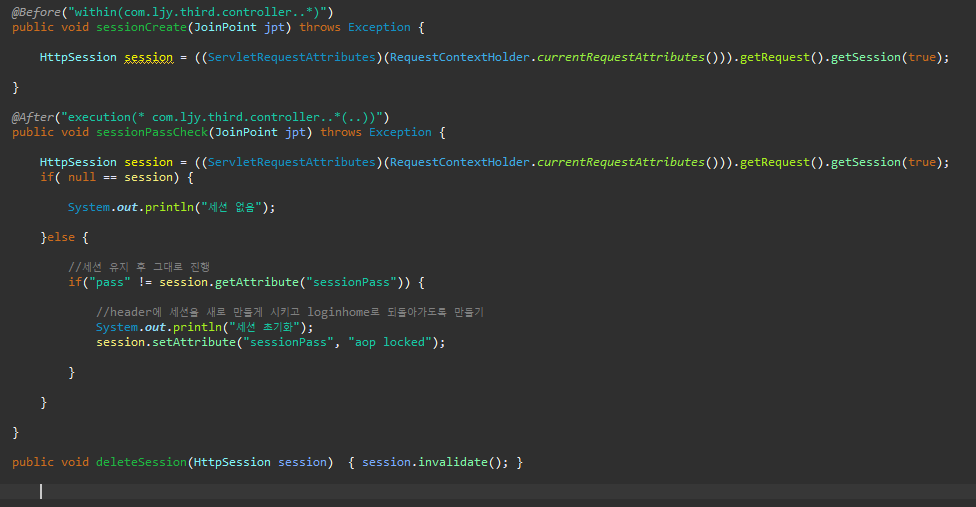 @Before("within(com.ljy.third.controller..*)")
public void sessionCreate(JoinPoint jpt) throws Exception {
HttpSession session = ((ServletRequestAttributes)(RequestContextHolder.currentRequestAttributes())).getRequest().getSession(true);
}
@After("execution(* com.ljy.third.controller..*(..))")
public void sessionPassCheck(JoinPoint jpt) throws Exception {
HttpSession session = ((ServletRequestAttributes)(RequestContextHolder.currentRequestAttributes())).getRequest().getSession(true);
if( null == session) {
System.out.println("세션 없음");
}else {
//세션 유지 후 그대로 진행
if("pass" != session.getAttribute("sessionPass")) {
//header에 세션을 새로 만들게 시키고 loginhome로 되돌아가도록 만들기
System.out.println("세션 초기화");
session.setAttribute("sessionPass", "aop locked");
}
}
}
public void deleteSession(HttpSession session)  { session.invalidate(); }